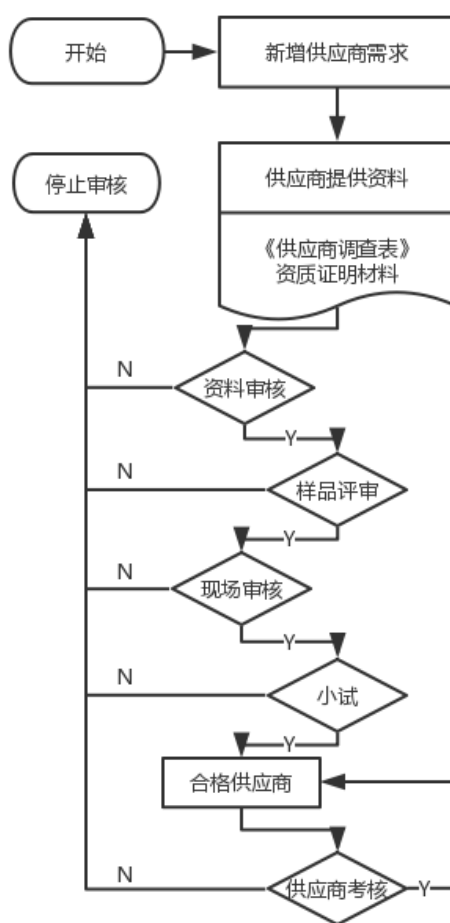 开始
新增供应商需求
停止审核
供应商提供资料
《供应商调查表》
资质证明材料
N
资料审核
Y
N
样品评审
Y
N
现场审核
Y
N
小试
Y
合格供应商
N
供应商考核
Y